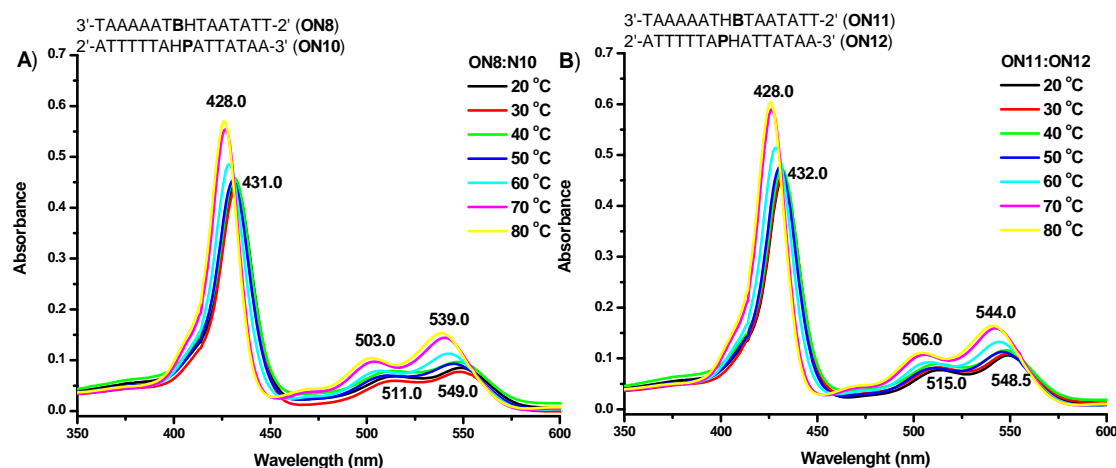 3'-TAAAAATBHTAATATT-2' (ON8)
2'-ATTTTTAHPATTATAA-3' (ON10)
A)
ON8:N10
20 °C
30 °C
40 °C
50 °C
60 °C
70 °C
80 °C
428.0
431.0
503.0
539.0
511.0
549.0
0.7
0.6
0.5
0.4
0.3
0.2
0.1
0.0
Absorbance
350 400 450 500 550 600
Wavelength (nm)
3'-TAAAAATHBTAATATT-2' (ON11)
2'-ATTTTTAPHATTATAA-3' (ON12)
B)
ON11:ON12
20 °C
30 °C
40 °C
50 °C
60 °C
70 °C
80 °C
428.0
432.0
506.0
544.0
515.0
548.5
0.7
0.6
0.5
0.4
0.3
0.2
0.1
0.0
Absorbance
350 400 450 500 550 600
Wavelenght (nm)